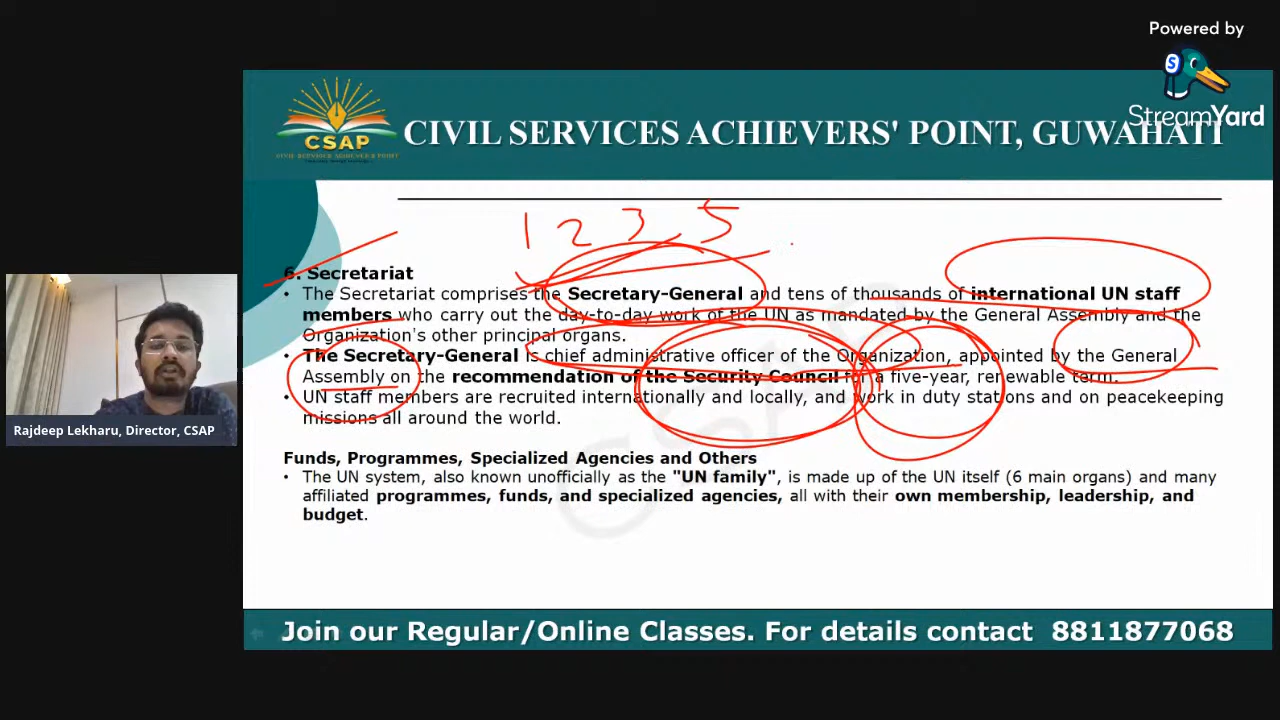 Powered by
StreamYard
CSAP
CIVIL SERVICES ACHIEVERS' POINT, GUWAHATI
1 2 3 5
6. Secretariat
• The Secretariat comprises the Secretary-General and tens of thousands of international UN staff
members who carry out the day-to-day work of the UN as mandated by the General Assembly and the
Organization's other principal organs.
• The Secretary-General is chief administrative officer of the Organization, appointed by the General
Assembly on the recommendation of the Security Council for a five-year, renewable term.
• UN staff members are recruited internationally and locally, and work in duty stations and on peacekeeping
missions all around the world.
Rajdeep Lekharu, Director, CSAP
Funds, Programmes, Specialized Agencies and Others
• The UN system, also known unofficially as the "UN family", is made up of the UN itself (6 main organs) and many
affiliated programmes, funds, and specialized agencies, all with their own membership, leadership, and
budget.
Join our Regular/Online Classes. For details contact 8811877068